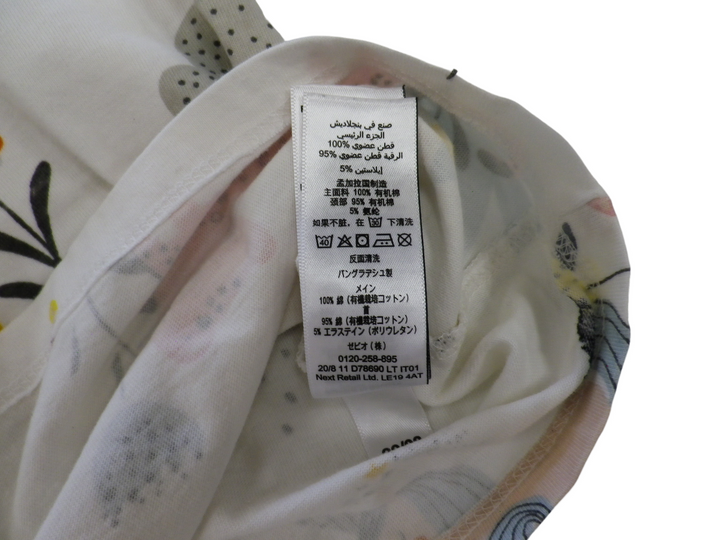 صنع في بنجلاديش
الجزء الرئيسي
قطن عضوي %100
الرقبة قطن عضوي %95
إيلاستين %5
孟加拉国制造
主面料 100% 有机棉
颈部 95% 有机棉
5% 氨纶
如果不脏，在 30 下清洗
40
反面清洗
バングラデシュ製
メイン
100% 綿（有機栽培コットン）
95% 綿（有機栽培コットン）
5% エラステイン（ポリウレタン）
ゼビオ（株）
0120-258-895
20/8 11 D78690 LT IT01
Next Retail Ltd. LE19 4AT